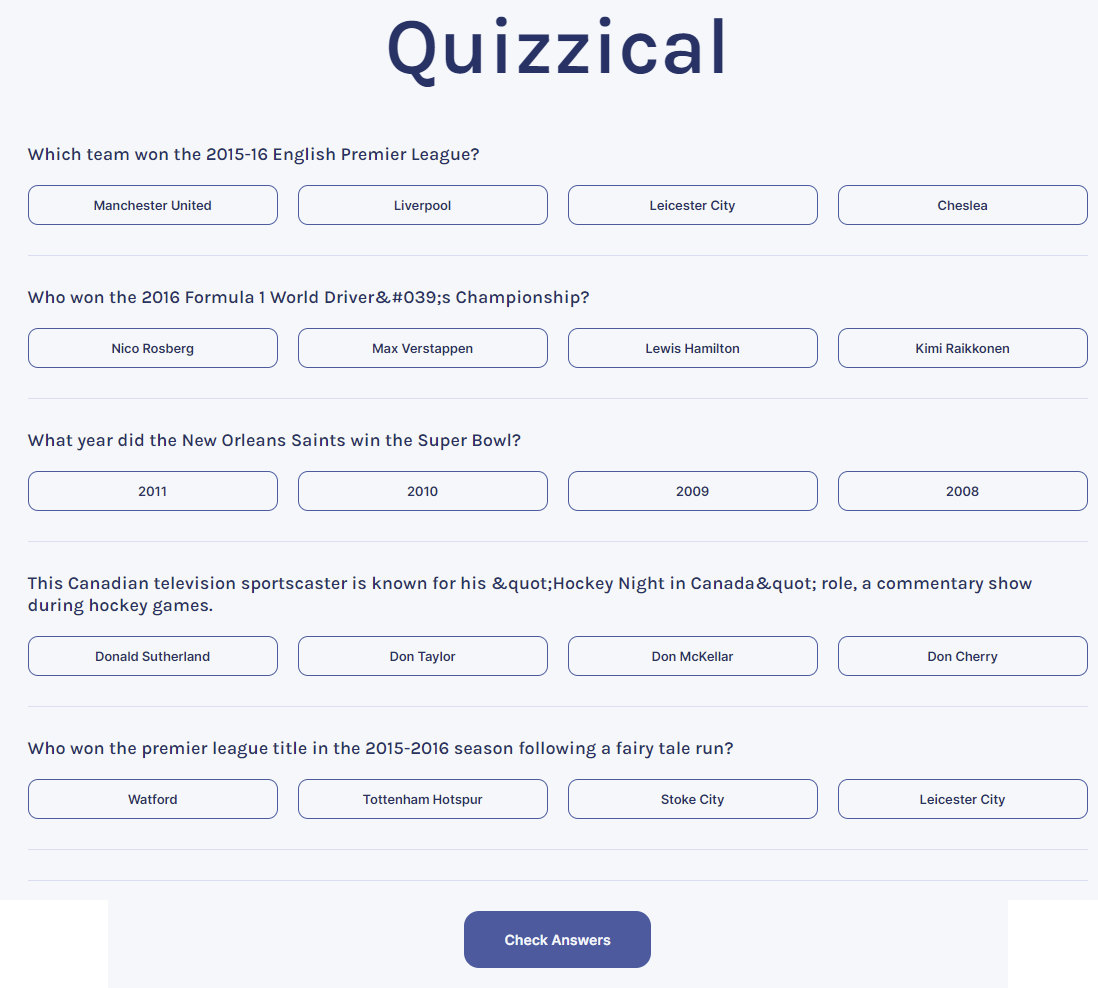 Quizzical
Which team won the 2015-16 English Premier League?
Manchester United Liverpool Leicester City Cheslea
Who won the 2016 Formula 1 World Driver&#039;s Championship?
Nico Rosberg Max Verstappen Lewis Hamilton Kimi Raikkonen
What year did the New Orleans Saints win the Super Bowl?
2011 2010 2009 2008
This Canadian television sportscaster is known for his &quot;Hockey Night in Canada&quot; role, a commentary show
during hockey games.
Donald Sutherland Don Taylor Don McKellar Don Cherry
Who won the premier league title in the 2015-2016 season following a fairy tale run?
Watford Tottenham Hotspur Stoke City Leicester City
Check Answers